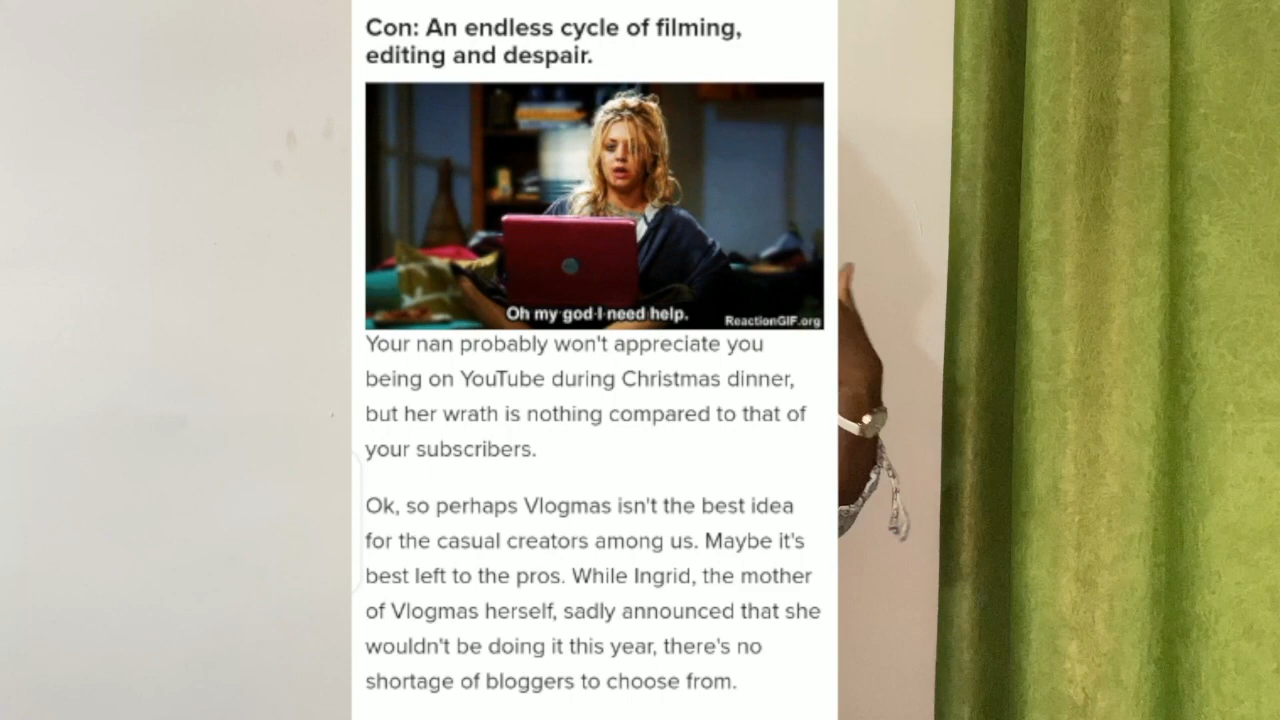 Con: An endless cycle of filming,
editing and despair.
Oh my god I need help.
ReactionGIF.org
Your nan probably won't appreciate you
being on YouTube during Christmas dinner,
but her wrath is nothing compared to that of
your subscribers.
Ok, so perhaps Vlogmas isn't the best idea
for the casual creators among us. Maybe it's
best left to the pros. While Ingrid, the mother
of Vlogmas herself, sadly announced that she
wouldn't be doing it this year, there's no
shortage of bloggers to choose from.